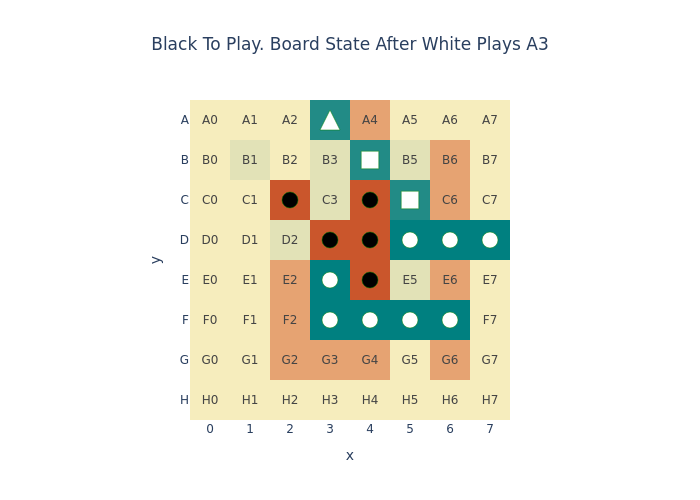 Black To Play. Board State After White Plays A3
A A0 A1 A2 A4 A5 A6 A7
B B0 B1 B2 B3 B5 B6 B7
C C0 C1 C3 C6 C7
D D0 D1 D2
E E0 E1 E2 E5 E6 E7
F F0 F1 F2 F7
G G0 G1 G2 G3 G4 G5 G6 G7
H H0 H1 H2 H3 H4 H5 H6 H7
0 1 2 3 4 5 6 7
x
y